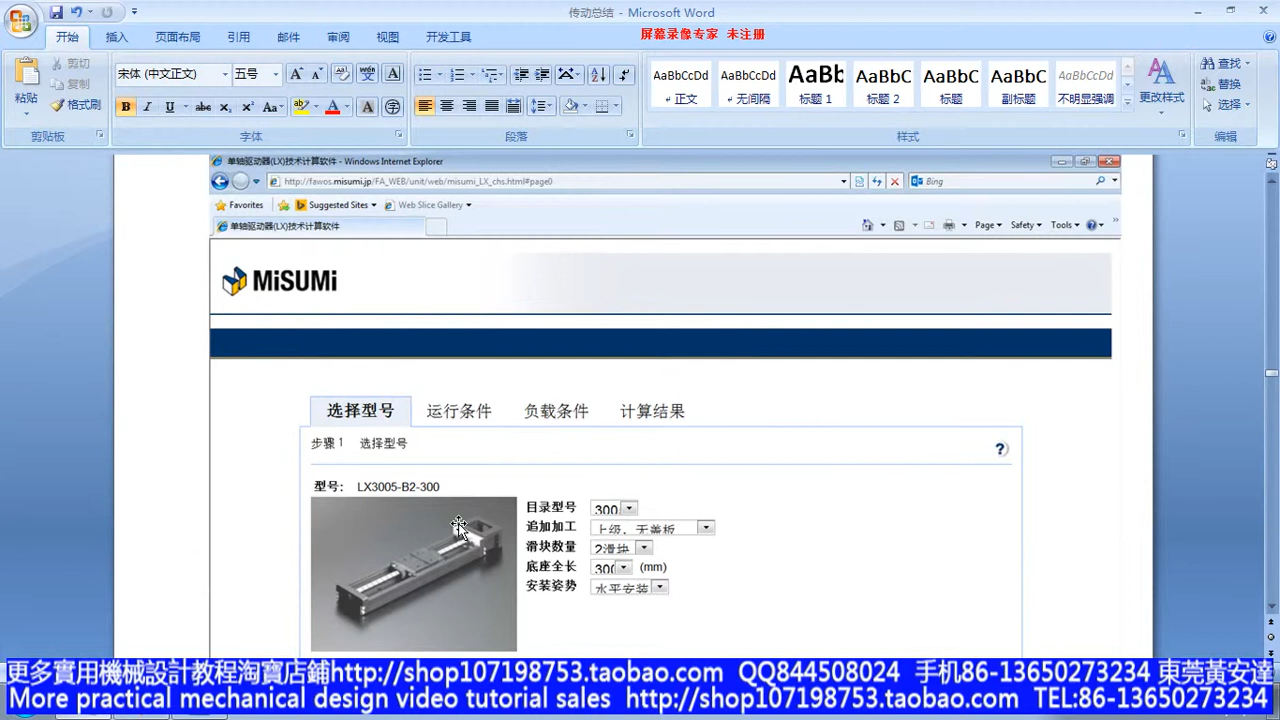 传动总结 - Microsoft Word
开始 插入 页面布局 引用 邮件 审阅 视图 开发工具
屏幕录像专家 未注册
粘贴
剪切
复制
格式刷
宋体 (中文正文) 五号
AaBbCcDd AaBbCcDd AaBb AaBbC AaBbC AaBbC AaBbCcDd
正文 无间隔 标题 1 标题 2 标题 副标题 不明显强调
更改样式
查找
替换
选择
剪贴板 字体 段落 样式 编辑
单轴驱动器(LX)技术计算软件 - Windows Internet Explorer
http://fawos.misumi.jp/FA_WEB/unit/web/misumi_LX_chs.html#page0
Bing
Favorites Suggested Sites Web Slice Gallery
单轴驱动器(LX)技术计算软件
Page Safety Tools
MiSUMi
选择型号 运行条件 负载条件 计算结果
步骤 1 选择型号
型号: LX3005-B2-300
目录型号 300
追加加工 上级，无盖板
滑块数量 2滑块
底座全长 300 (mm)
安装姿势 水平安装
更多實用機械設計教程淘寶店鋪http://shop107198753.taobao.com QQ844508024 手机86-13650273234 東莞黃安達
More practical mechanical design video tutorial sales http://shop107198753.taobao.com TEL:86-13650273234